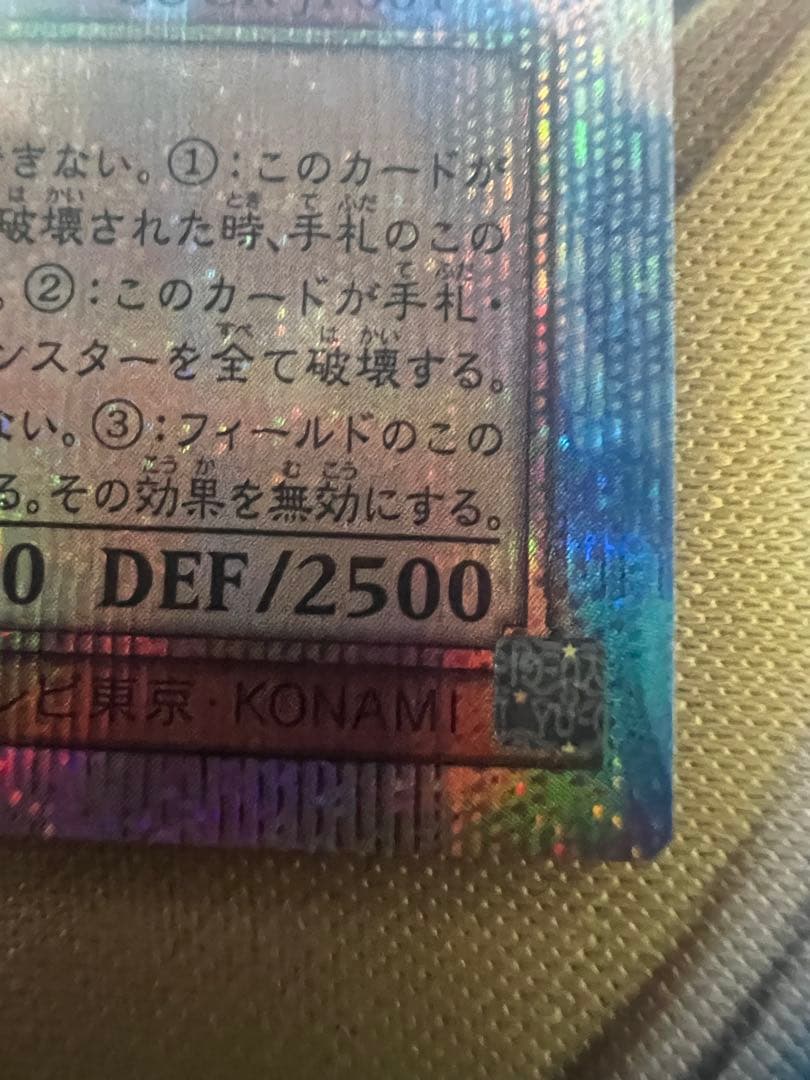 きない。①：このカードが
破壊された時、手札のこの
。②：このカードが手札・
ンスターを全て破壊する。
ない。③：フィールドのこの
る。その効果を無効にする。
0 DEF/2500
レビ東京・KONAMI